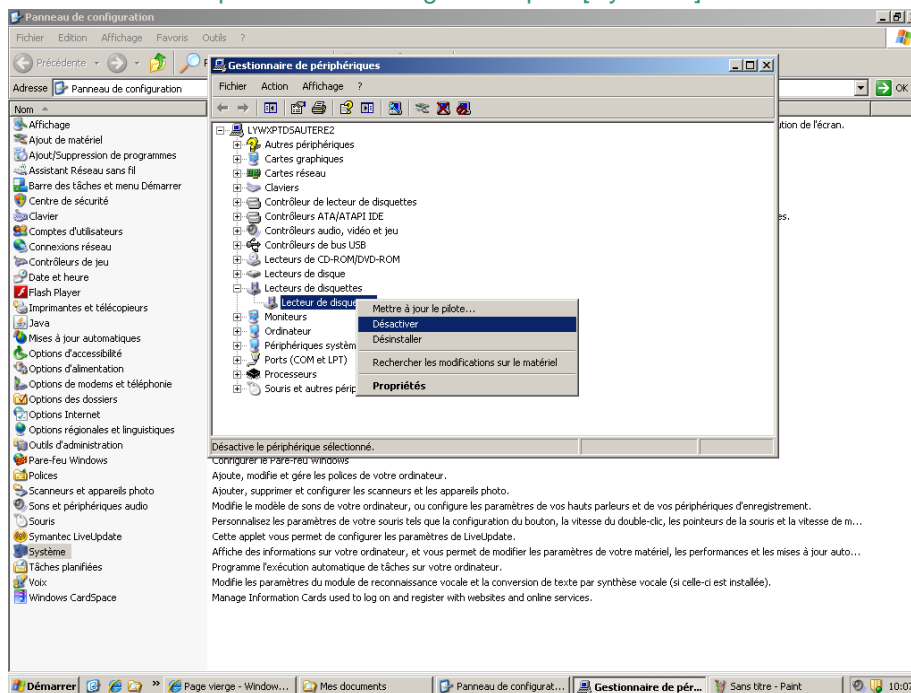 Panneau de configuration
Fichier Edition Affichage Favoris Outils ?
Précédente
Adresse Panneau de configuration OK
Nom
Affichage
Ajout de matériel
Ajout/Suppression de programmes
Assistant Réseau sans fil
Barre des tâches et menu Démarrer
Centre de sécurité
Clavier
Comptes d'utilisateurs
Connexions réseau
Contrôleurs de jeu
Date et heure
Flash Player
Imprimantes et télécopieurs
Java
Mises à jour automatiques
Options d'accessibilité
Options d'alimentation
Options de modems et téléphonie
Options des dossiers
Options Internet
Options régionales et linguistiques
Outils d'administration
Pare-feu Windows
Polices
Scanneurs et appareils photo
Sons et périphériques audio
Souris
Symantec LiveUpdate
Système
Tâches planifiées
Voix
Windows CardSpace
Gestionnaire de périphériques
Fichier Action Affichage ?
LYWXPTDSAUTERE2
Autres périphériques
Cartes graphiques
Cartes réseau
Claviers
Contrôleur de lecteur de disquettes
Contrôleurs ATA/ATAPI IDE
Contrôleurs audio, vidéo et jeu
Contrôleurs de bus USB
Lecteurs de CD-ROM/DVD-ROM
Lecteurs de disque
Lecteurs de disquettes
Lecteur de disque
Moniteurs
Ordinateur
Périphériques systèm
Ports (COM et LPT)
Processeurs
Souris et autres périp
Mettre à jour le pilote...
Désactiver
Désinstaller
Rechercher les modifications sur le matériel
Propriétés
Désactive le périphérique sélectionné.
ution de l'écran.
es.
Configurer le Pare-feu Windows
Ajoute, modifie et gère les polices de votre ordinateur.
Ajouter, supprimer et configurer les scanneurs et les appareils photo.
Modifie le modèle de sons de votre ordinateur, ou configure les paramètres de vos hauts parleurs et de vos périphériques d'enregistrement.
Personnalisez les paramètres de votre souris tels que la configuration du bouton, la vitesse du double-clic, les pointeurs de la souris et la vitesse de m...
Cette applet vous permet de configurer les paramètres de LiveUpdate.
Affiche des informations sur votre ordinateur, et vous permet de modifier les paramètres de votre matériel, les performances et les mises à jour auto...
Programme l'exécution automatique de tâches sur votre ordinateur.
Modifie les paramètres du module de reconnaissance vocale et la conversion de texte par synthèse vocale (si celle-ci est installée).
Manage Information Cards used to log on and register with websites and online services.
Démarrer » Page vierge - Window... Mes documents Panneau de configurat... Gestionnaire de pér... Sans titre - Paint 10:0